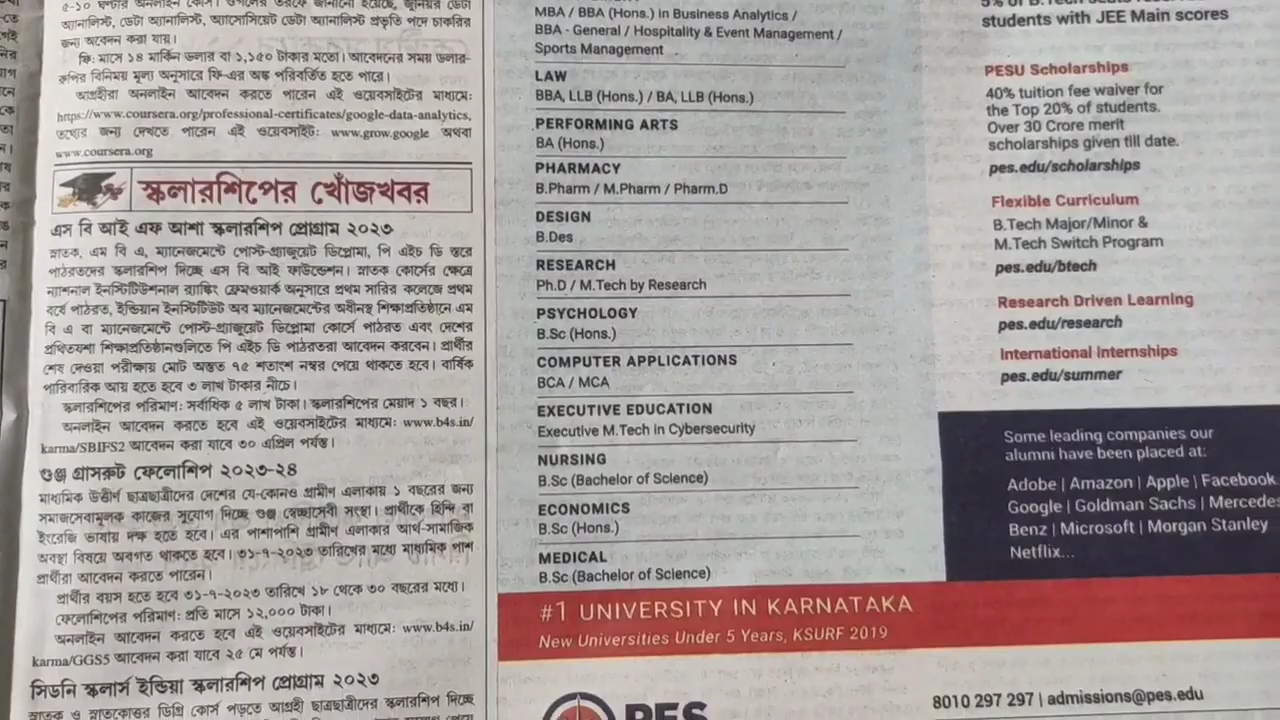 ৫-১০ ঘণ্টার অনলাইন কোর্স। গুগলের তরফে জানানো হয়েছে, জুনিয়র ডেটা
অ্যানালিস্ট, ডেটা অ্যানালিস্ট, অ্যাসোসিয়েট ডেটা অ্যানালিস্ট প্রভৃতি পদে চাকরির
জন্য আবেদন করা যায়।
ফি: মাসে ১৪ মার্কিন ডলার বা ১,১৫০ টাকার মতো। আবেদনের সময় ডলার-
রুপির বিনিময় মূল্য অনুসারে ফি-এর অঙ্ক পরিবর্তিত হতে পারে।
আগ্রহীরা অনলাইন আবেদন করতে পারেন এই ওয়েবসাইটের মাধ্যমে:
https://www.coursera.org/professional-certificates/google-data-analytics,
তথ্যের জন্য দেখতে পারেন এই ওয়েবসাইট: www.grow.google অথবা
www.coursera.org
স্কলারশিপের খোঁজখবর
এস বি আই এফ আশা স্কলারশিপ প্রোগ্রাম ২০২৩
স্নাতক, এম বি এ, ম্যানেজমেন্টে পোস্ট-গ্র্যাজুয়েট ডিপ্লোমা, পি এইচ ডি স্তরে
পাঠরতদের স্কলারশিপ দিচ্ছে এস বি আই ফাউন্ডেশন। স্নাতক কোর্সের ক্ষেত্রে
ন্যাশনাল ইনস্টিটিউশনাল র‍্যাঙ্কিং ফ্রেমওয়ার্ক অনুসারে প্রথম সারির কলেজে প্রথম
বর্ষে পাঠরত, ইন্ডিয়ান ইনস্টিটিউট অব ম্যানেজমেন্টের অধীনস্থ শিক্ষাপ্রতিষ্ঠানে এম
বি এ বা ম্যানেজমেন্টে পোস্ট-গ্র্যাজুয়েট ডিপ্লোমা কোর্সে পাঠরত এবং দেশের
প্রথিতযশা শিক্ষাপ্রতিষ্ঠানগুলিতে পি এইচ ডি পাঠরতরা আবেদন করবেন। প্রার্থীর
শেষ দেওয়া পরীক্ষায় মোট অন্তত ৭৫ শতাংশ নম্বর পেয়ে থাকতে হবে। বার্ষিক
পারিবারিক আয় হতে হবে ৩ লাখ টাকার নীচে।
স্কলারশিপের পরিমাণ: সর্বাধিক ৫ লাখ টাকা। স্কলারশিপের মেয়াদ ১ বছর।
অনলাইন আবেদন করতে হবে এই ওয়েবসাইটের মাধ্যমে: www.b4s.in/
karma/SBIFS2 আবেদন করা যাবে ৩০ এপ্রিল পর্যন্ত।
গুঞ্জ গ্রাসরুট ফেলোশিপ ২০২৩-২৪
মাধ্যমিক উত্তীর্ণ ছাত্রছাত্রীদের দেশের যে-কোনও গ্রামীণ এলাকায় ১ বছরের জন্য
সমাজসেবামূলক কাজের সুযোগ দিচ্ছে গুঞ্জ স্বেচ্ছাসেবী সংস্থা। প্রার্থীকে হিন্দি বা
ইংরেজি ভাষায় দক্ষ হতে হবে। এর পাশাপাশি গ্রামীণ এলাকার আর্থ-সামাজিক
অবস্থা বিষয়ে অবগত থাকতে হবে। ৩১-৭-২০২৩ তারিখের মধ্যে মাধ্যমিক পাশ
প্রার্থীরা আবেদন করতে পারেন।
প্রার্থীর বয়স হতে হবে ৩১-৭-২০২৩ তারিখে ১৮ থেকে ৩০ বছরের মধ্যে।
ফেলোশিপের পরিমাণ: প্রতি মাসে ১২,০০০ টাকা।
অনলাইন আবেদন করতে হবে এই ওয়েবসাইটের মাধ্যমে: www.b4s.in/
karma/GGS5 আবেদন করা যাবে ২৫ মে পর্যন্ত।
সিডনি স্কলার্স ইন্ডিয়া স্কলারশিপ প্রোগ্রাম ২০২৩
স্নাতক ও স্নাতকোত্তর ডিগ্রি কোর্স পড়তে আগ্রহী ছাত্রছাত্রীদের স্কলারশিপ দিচ্ছে
MBA / BBA (Hons.) in Business Analytics /
BBA - General / Hospitality & Event Management /
Sports Management
LAW
BBA, LLB (Hons.) / BA, LLB (Hons.)
PERFORMING ARTS
BA (Hons.)
PHARMACY
B.Pharm / M.Pharm / Pharm.D
DESIGN
B.Des
RESEARCH
Ph.D / M.Tech by Research
PSYCHOLOGY
B.Sc (Hons.)
COMPUTER APPLICATIONS
BCA / MCA
EXECUTIVE EDUCATION
Executive M.Tech in Cybersecurity
NURSING
B.Sc (Bachelor of Science)
ECONOMICS
B.Sc (Hons.)
MEDICAL
B.Sc (Bachelor of Science)
students with JEE Main scores
PESU Scholarships
40% tuition fee waiver for
the Top 20% of students.
Over 30 Crore merit
scholarships given till date.
pes.edu/scholarships
Flexible Curriculum
B.Tech Major/Minor &
M.Tech Switch Program
pes.edu/btech
Research Driven Learning
pes.edu/research
International Internships
pes.edu/summer
Some leading companies our
alumni have been placed at:
Adobe | Amazon | Apple | Facebook
Google | Goldman Sachs | Mercede
Benz | Microsoft | Morgan Stanley
Netflix...
#1 UNIVERSITY IN KARNATAKA
New Universities Under 5 Years, KSURF 2019
PES
8010 297 297 | admissions@pes.edu